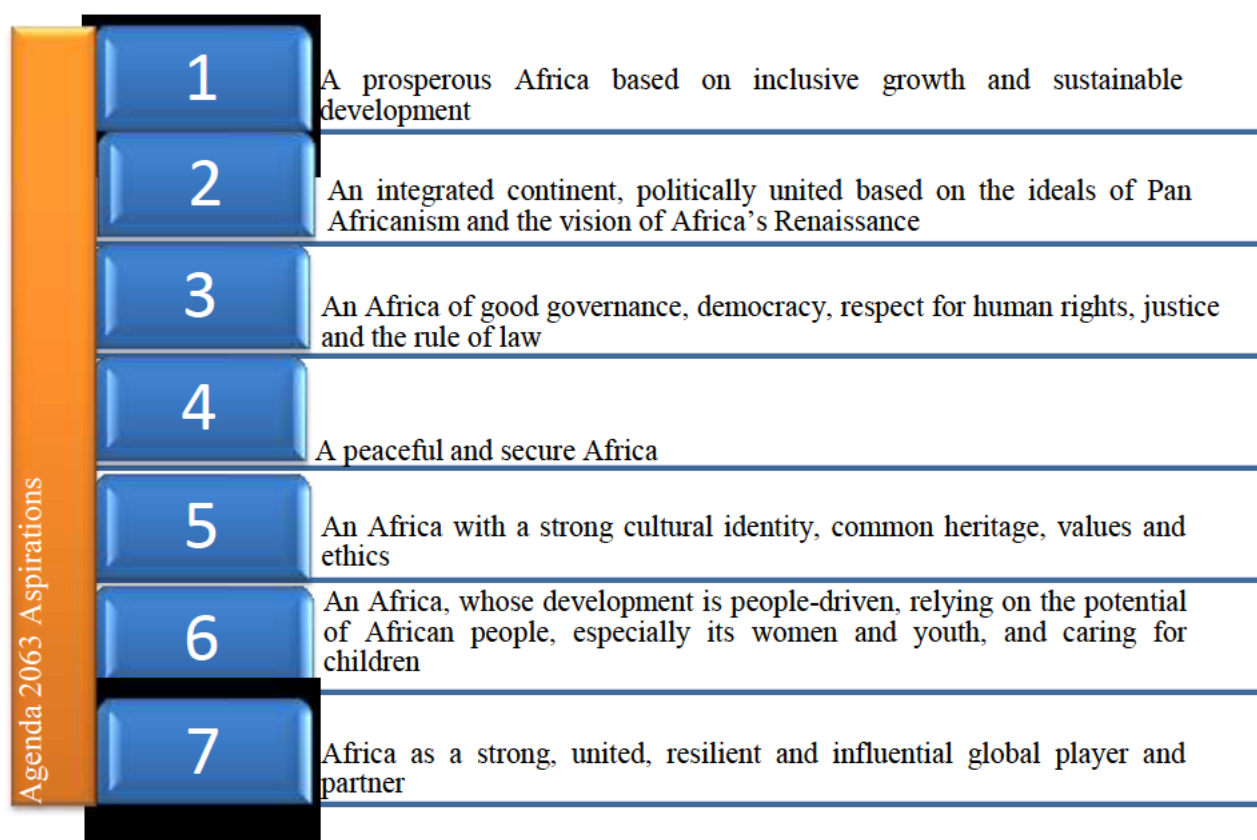 Agenda 2063 Aspirations
1
A prosperous Africa based on inclusive growth and sustainable
development
2
An integrated continent, politically united based on the ideals of Pan
Africanism and the vision of Africa's Renaissance
3
An Africa of good governance, democracy, respect for human rights, justice
and the rule of law
4
A peaceful and secure Africa
5
An Africa with a strong cultural identity, common heritage, values and
ethics
6
An Africa, whose development is people-driven, relying on the potential
of African people, especially its women and youth, and caring for
children
7
Africa as a strong, united, resilient and influential global player and
partner